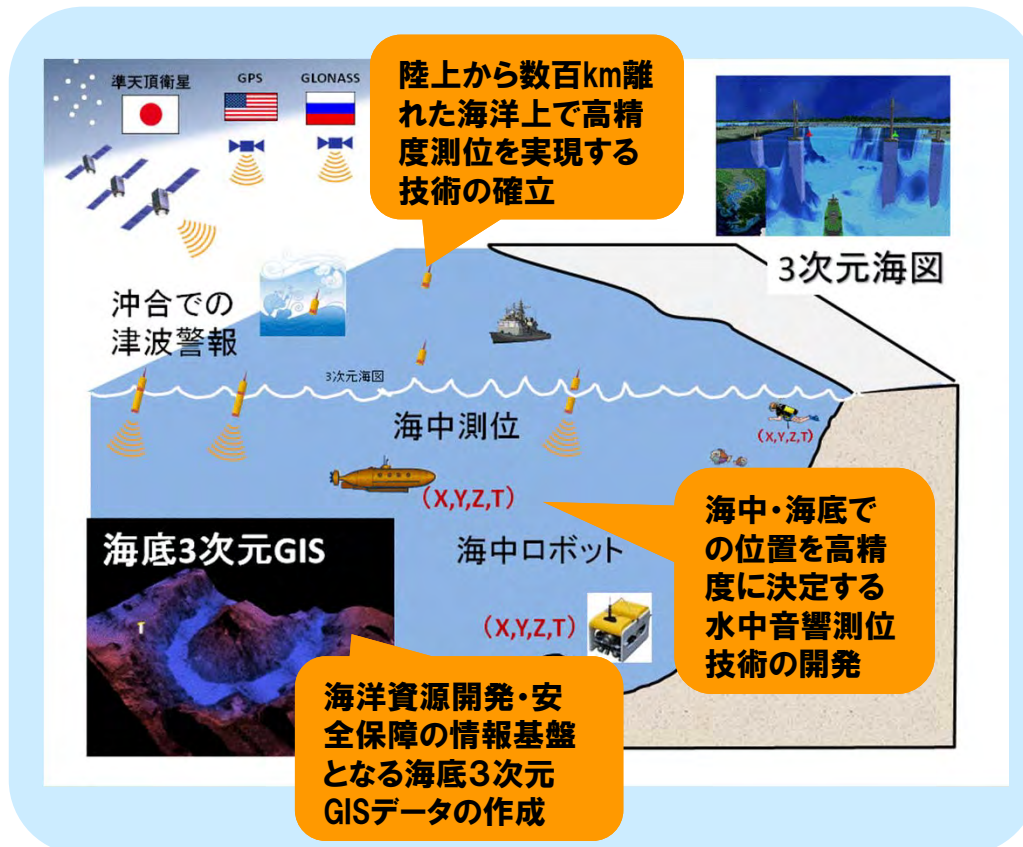 準天頂衛星
GPS
GLONASS
陸上から数百km離
れた海洋上で高精
度測位を実現する
技術の確立
3次元海図
沖合での
津波警報
3次元海図
海中測位
(X,Y,Z,T)
(X,Y,Z,T)
海中・海底で
の位置を高精
度に決定する
水中音響測位
技術の開発
海底3次元GIS
T
海中ロボット
(X,Y,Z,T)
海洋資源開発・安
全保障の情報基盤
となる海底３次元
GISデータの作成